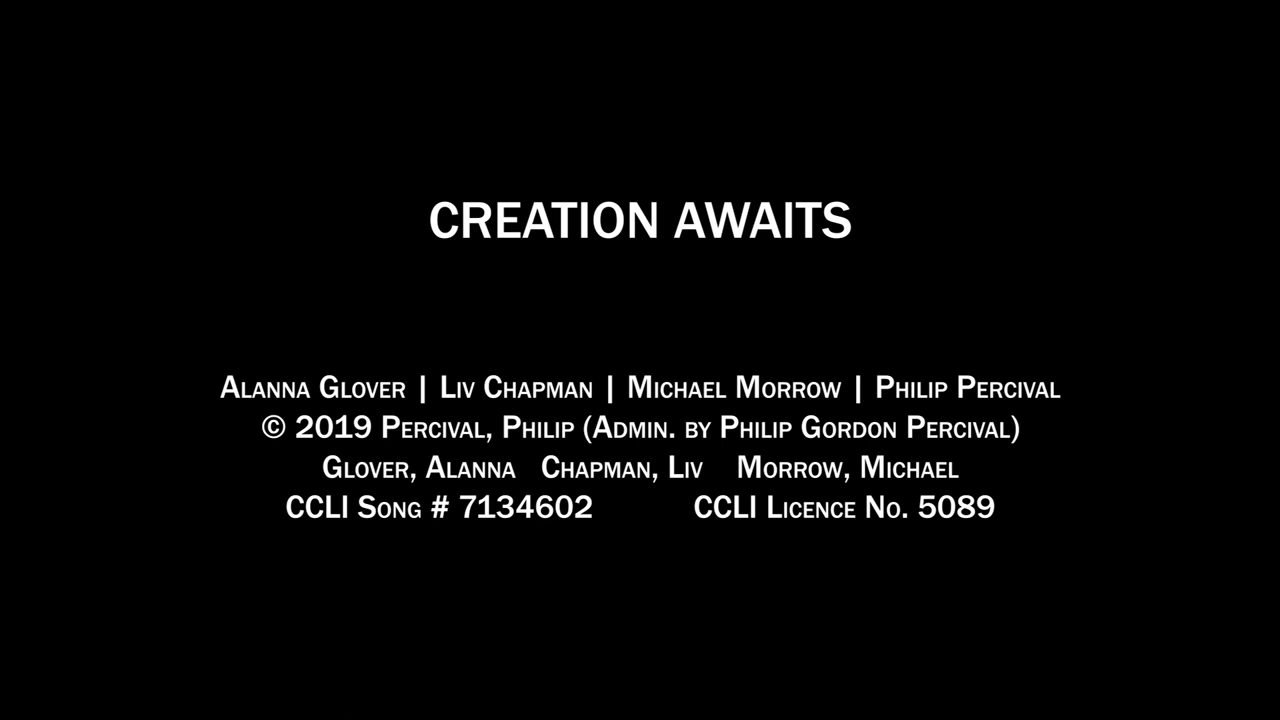 CREATION AWAITS
Alanna Glover | Liv Chapman | Michael Morrow | Philip Percival
© 2019 Percival, Philip (Admin. by Philip Gordon Percival)
Glover, Alanna Chapman, Liv Morrow, Michael
CCLI Song # 7134602 CCLI Licence No. 5089